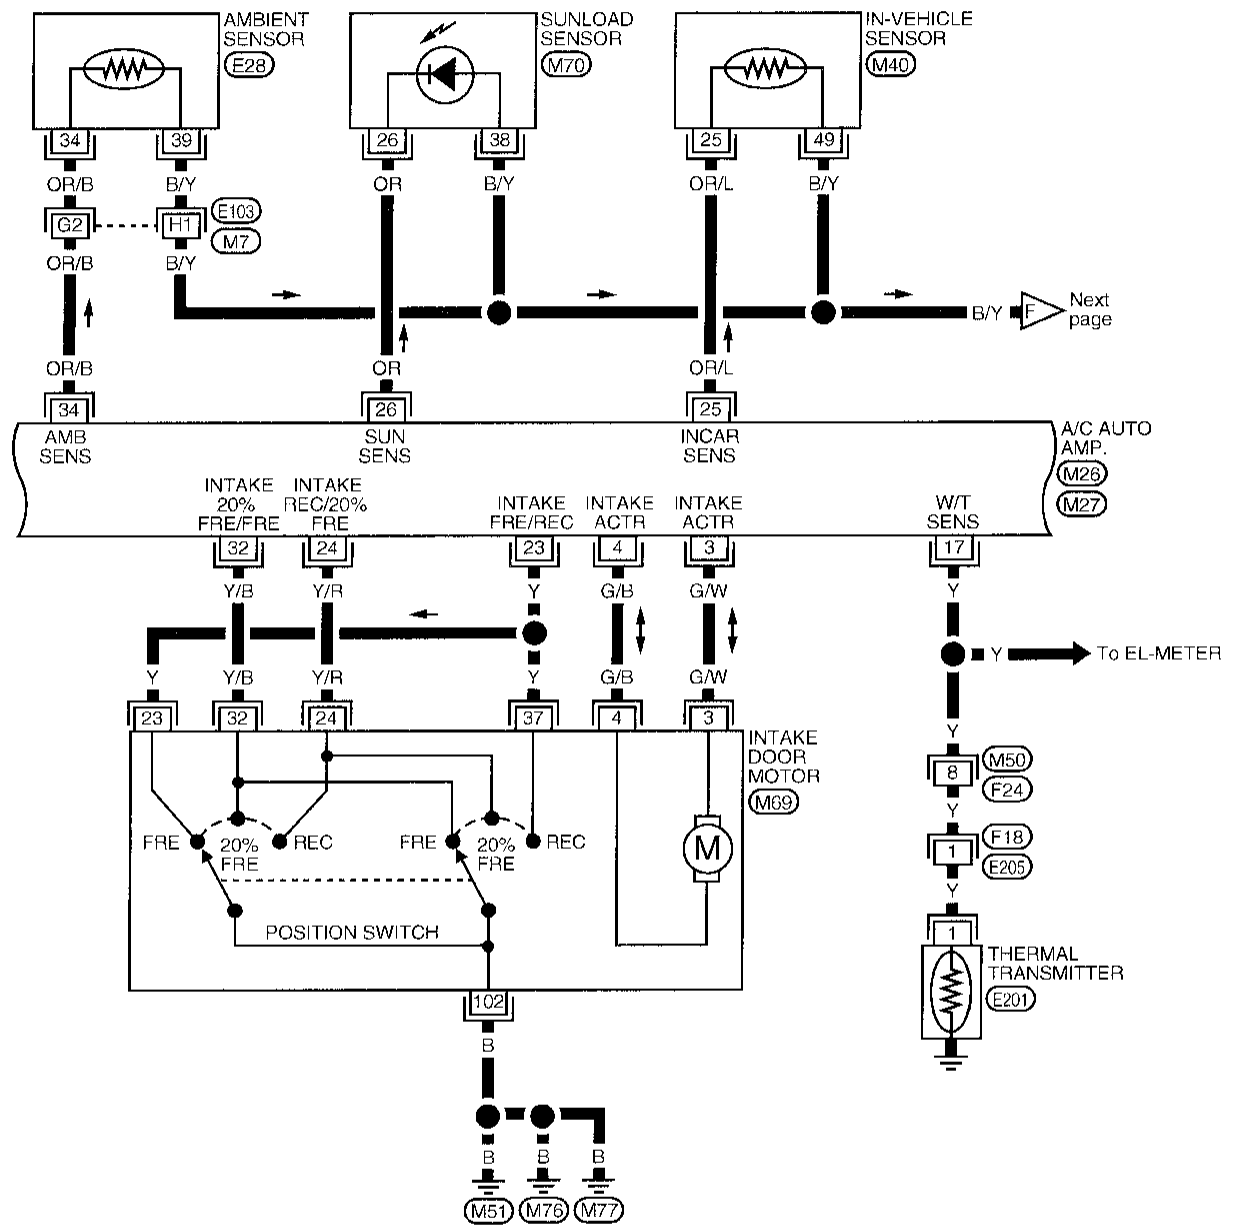 AMBIENT
SENSOR
E28
SUNLOAD
SENSOR
M70
IN-VEHICLE
SENSOR
M40
34
39
26
38
25
49
OR/B
B/Y
OR
B/Y
OR/L
B/Y
G2
H1
E103
M7
OR/B
B/Y
B/Y
F
Next
page
OR/B
OR
OR/L
34
26
25
AMB
SENS
SUN
SENS
INCAR
SENS
A/C AUTO
AMP.
M26
M27
INTAKE
20%
FRE/FRE
INTAKE
REC/20%
FRE
INTAKE
FRE/REC
INTAKE
ACTR
INTAKE
ACTR
W/T
SENS
32
24
23
4
3
17
Y/B
Y/R
Y
G/B
G/W
Y
Y
To EL-METER
Y
Y/B
Y/R
Y
G/B
G/W
23
32
24
37
4
3
INTAKE
DOOR
MOTOR
M69
Y
8
M50
F24
Y
FRE
20%
FRE
REC
FRE
20%
FRE
REC
M
1
F18
E205
Y
POSITION SWITCH
1
THERMAL
TRANSMITTER
E201
102
B
B
B
B
M51
M76
M77